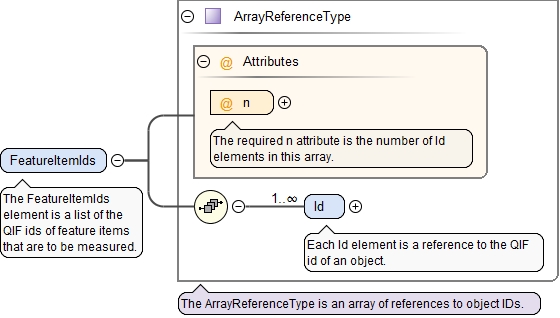 ArrayReferenceType
@ Attributes
@ n
The required n attribute is the number of Id
elements in this array.
FeatureItemIds
The FeatureItemIds
element is a list of the
QIF ids of feature items
that are to be measured.
1..∞
Id
Each Id element is a reference to the QIF
id of an object.
The ArrayReferenceType is an array of references to object IDs.